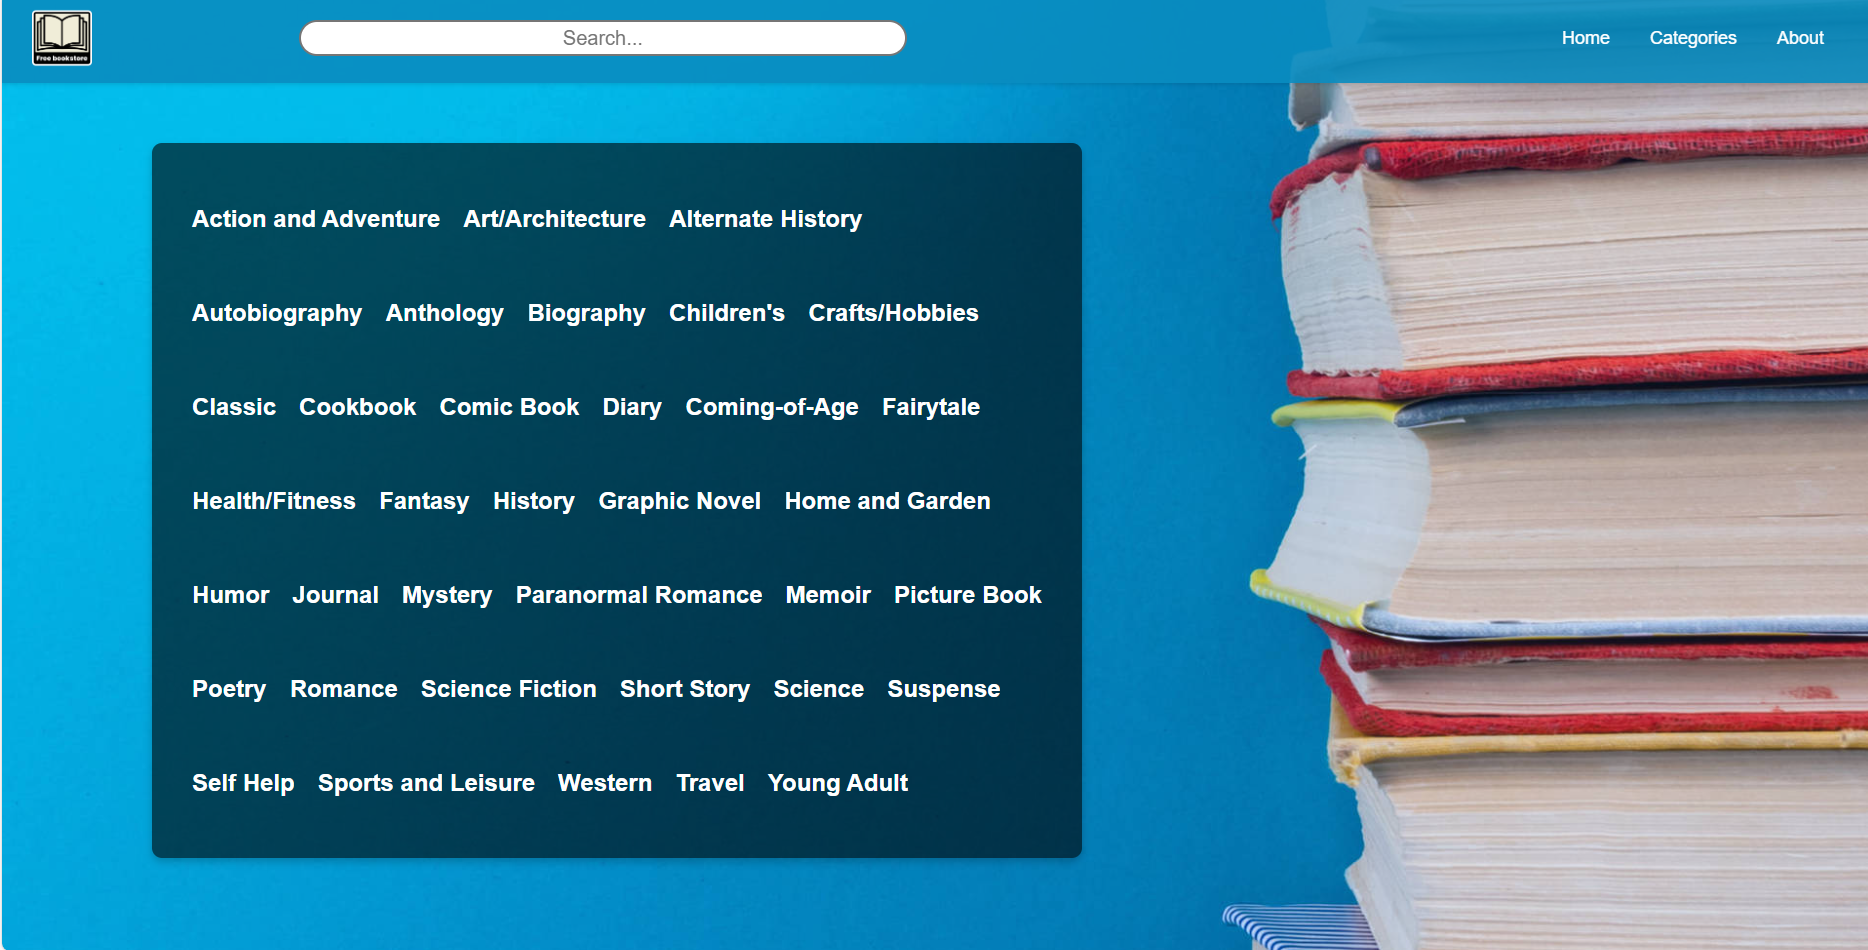 Free bookstore
Search...
Home Categories About
Action and Adventure Art/Architecture Alternate History
Autobiography Anthology Biography Children's Crafts/Hobbies
Classic Cookbook Comic Book Diary Coming-of-Age Fairytale
Health/Fitness Fantasy History Graphic Novel Home and Garden
Humor Journal Mystery Paranormal Romance Memoir Picture Book
Poetry Romance Science Fiction Short Story Science Suspense
Self Help Sports and Leisure Western Travel Young Adult